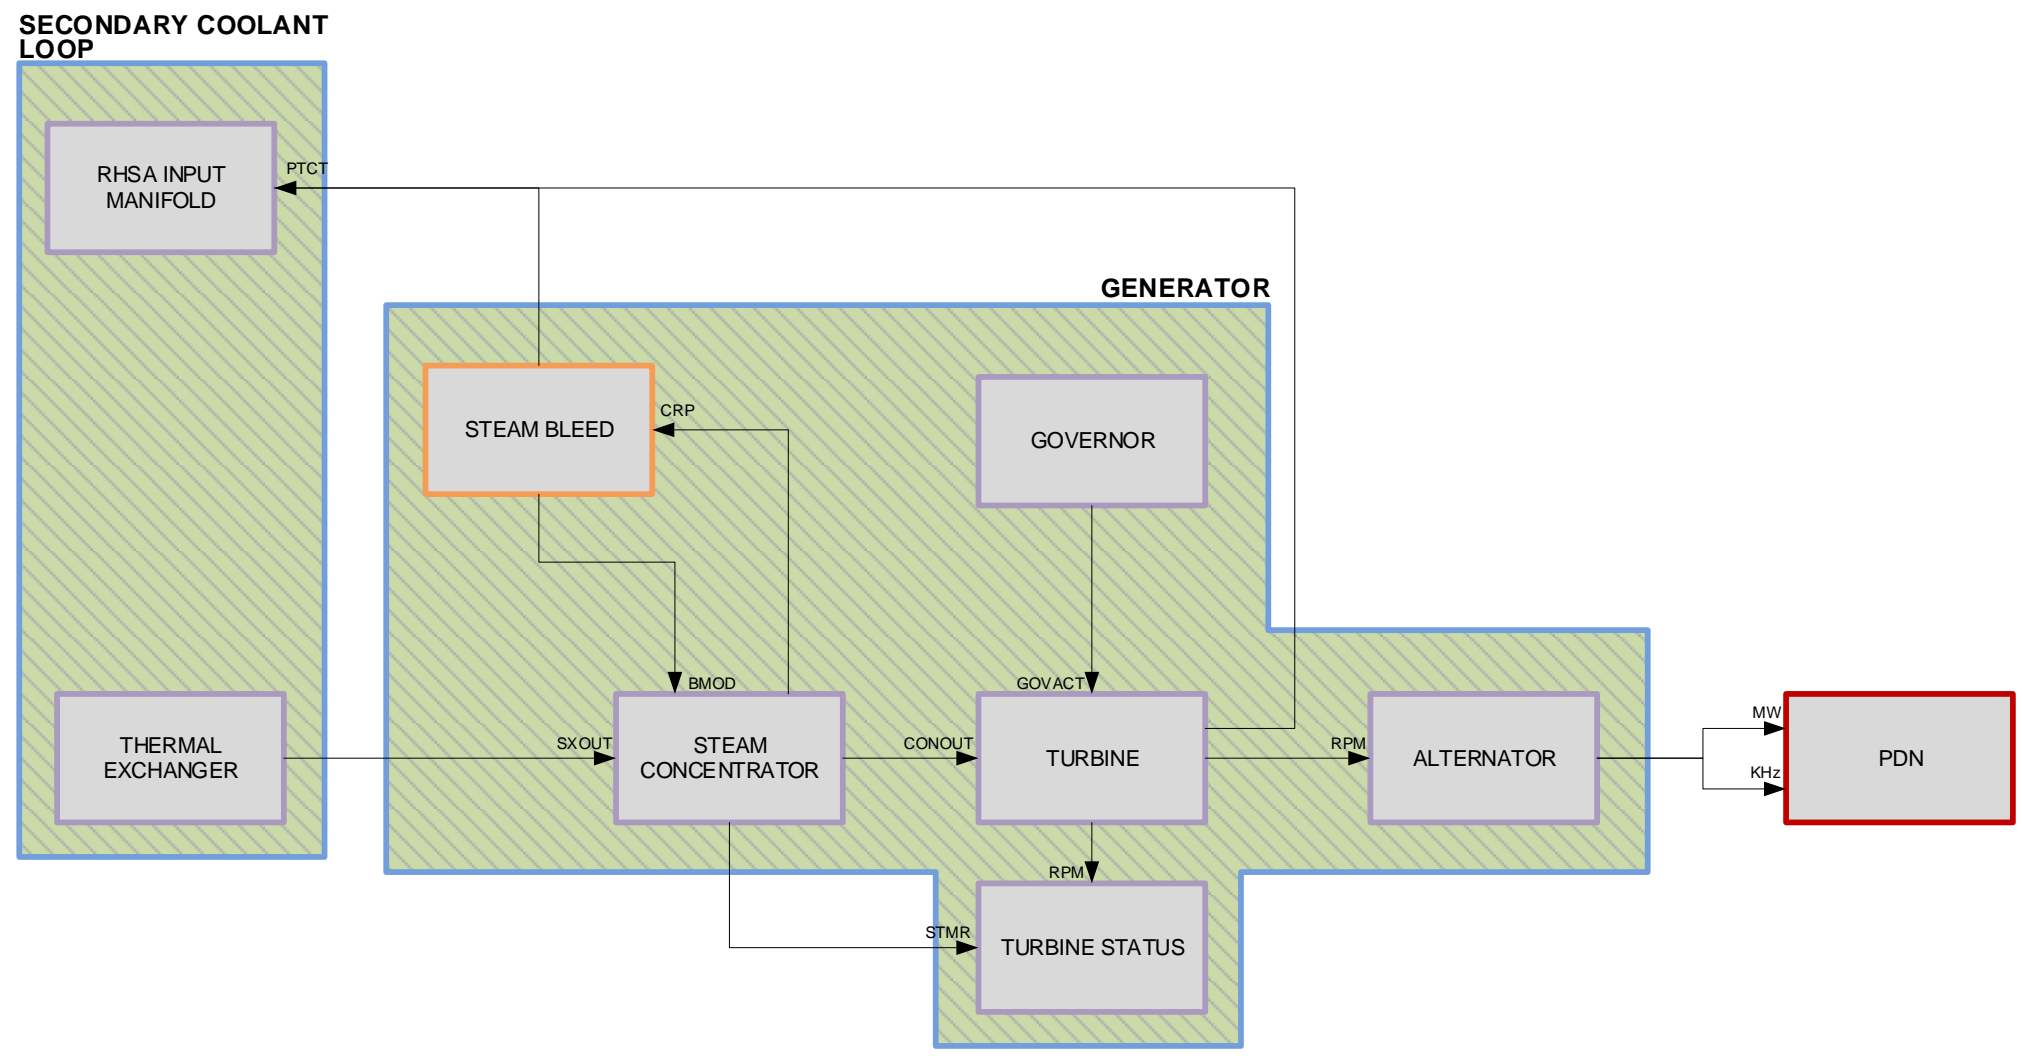 SECONDARY COOLANT
LOOP
RHSA INPUT
MANIFOLD
PTCT
GENERATOR
STEAM BLEED
CRP
GOVERNOR
BMOD
GOVACT
THERMAL
EXCHANGER
SXOUT
STEAM
CONCENTRATOR
CONOUT
TURBINE
RPM
ALTERNATOR
MW
KHz
PDN
RPM
STMR
TURBINE STATUS